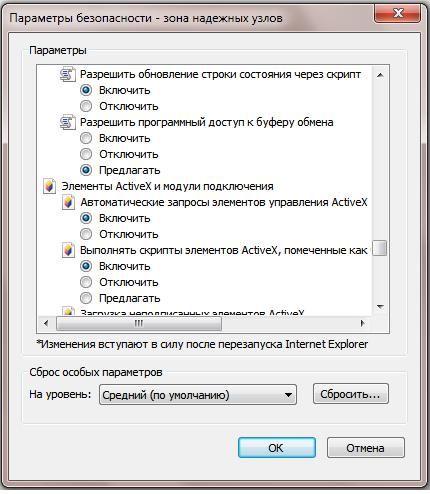 Параметры безопасности - зона надежных узлов
Параметры
Разрешить обновление строки состояния через скрипт
Включить
Отключить
Разрешить программный доступ к буферу обмена
Включить
Отключить
Предлагать
Элементы ActiveX и модули подключения
Автоматические запросы элементов управления ActiveX
Включить
Отключить
Выполнять скрипты элементов ActiveX, помеченные как
Включить
Отключить
Предлагать
Загрузка неподписанных элементов ActiveX
*Изменения вступают в силу после перезапуска Internet Explorer
Сброс особых параметров
На уровень: Средний (по умолчанию) Сбросить...
ОК Отмена